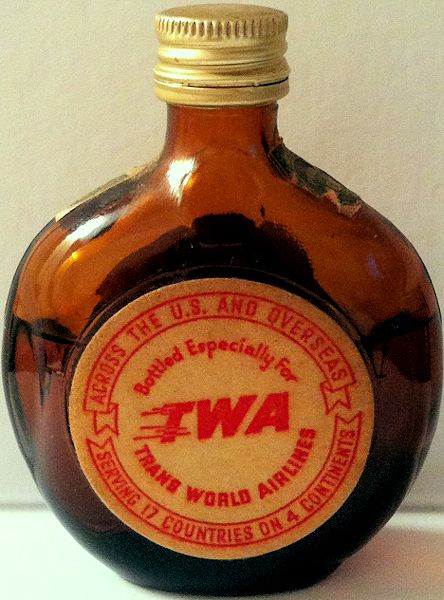 ACROSS THE U.S. AND OVERSEAS
Bottled Especially For
TWA
TRANS WORLD AIRLINES
SERVING 17 COUNTRIES ON 4 CONTINENTS